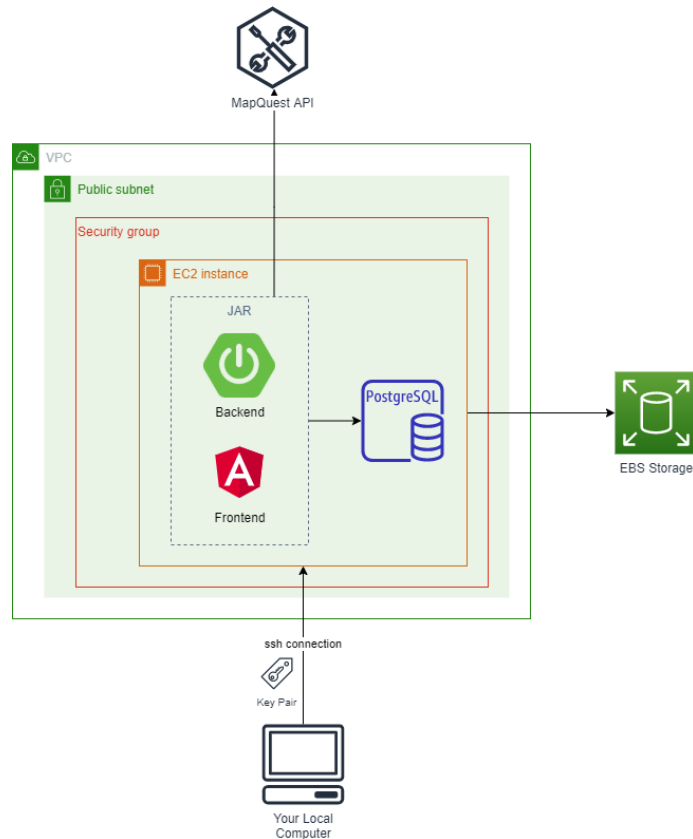 MapQuest API
VPC
Public subnet
Security group
EC2 instance
JAR
Backend
PostgreSQL
Frontend
EBS Storage
ssh connection
Key Pair
Your Local
Computer